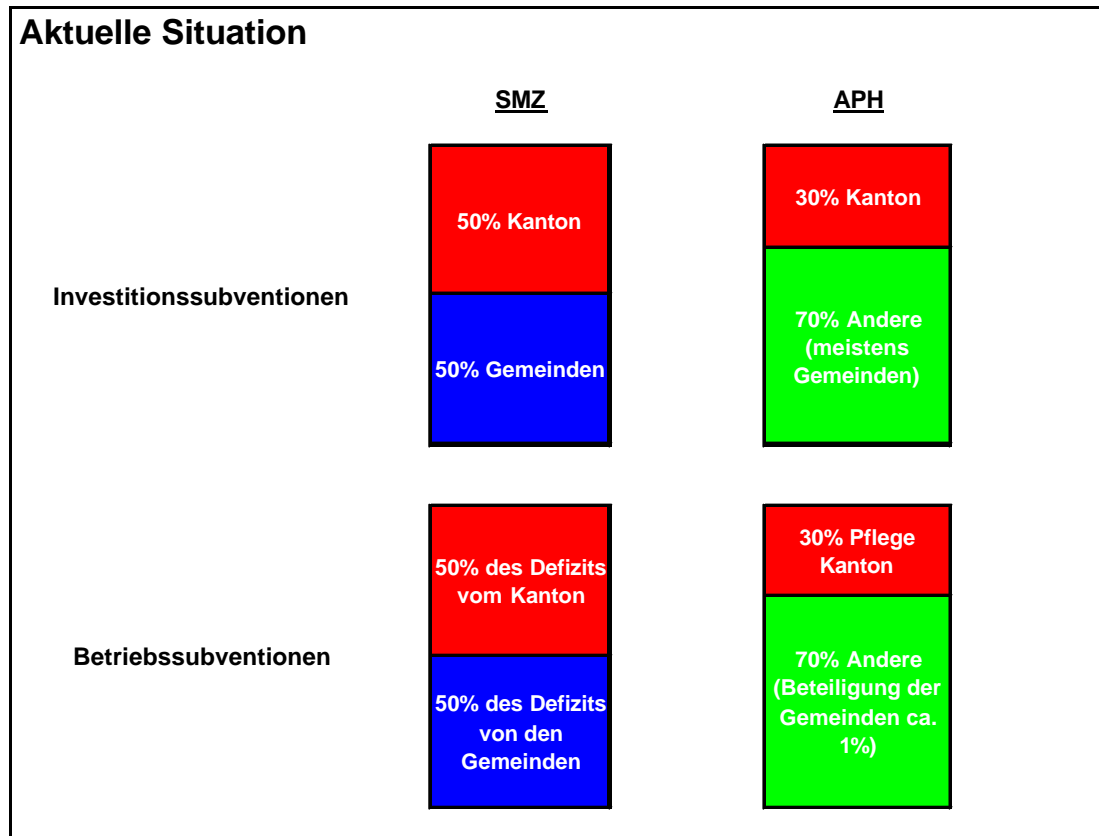 Aktuelle Situation
SMZ
APH
Investitionssubventionen
50% Kanton
50% Gemeinden
30% Kanton
70% Andere
(meistens
Gemeinden)
Betriebssubventionen
50% des Defizits
vom Kanton
50% des Defizits
von den
Gemeinden
30% Pflege
Kanton
70% Andere
(Beteiligung der
Gemeinden ca.
1%)